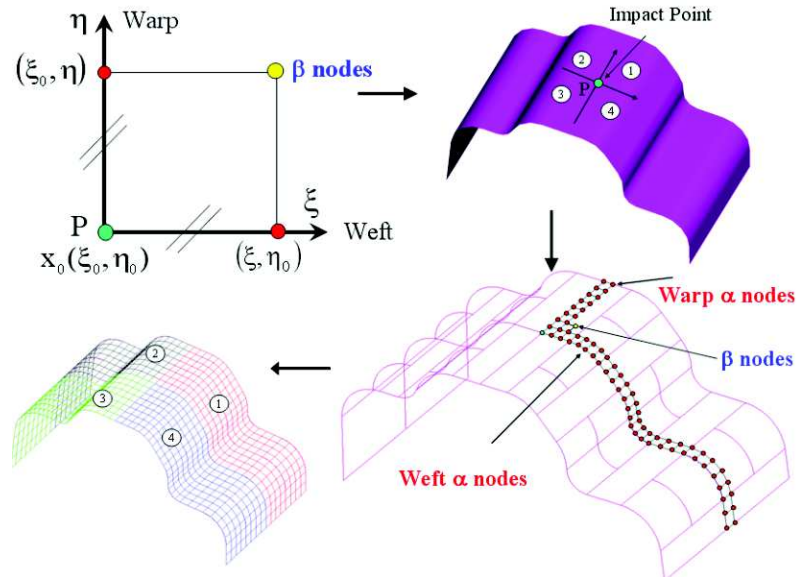 η Warp
(ξ₀, η)
β nodes
P
ξ
Weft
x₀(ξ₀, η₀)
(ξ, η₀)
Impact Point
2
1
P
3
4
Warp α nodes
β nodes
Weft α nodes
2
1
3
4